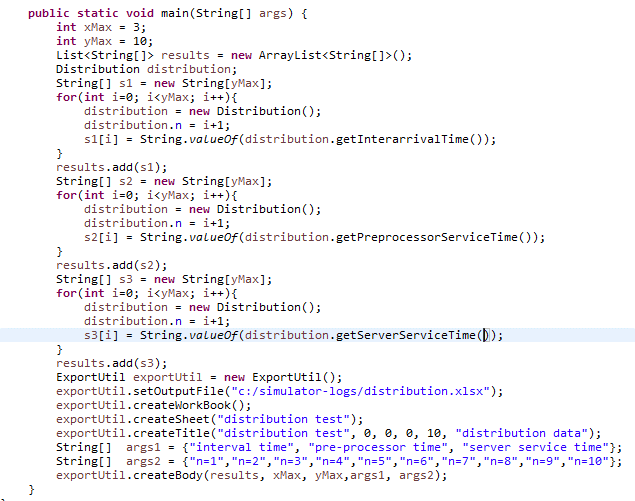 public static void main(String[] args) {
int xMax = 3;
int yMax = 10;
List<String[]> results = new ArrayList<String[]>();
Distribution distribution;
String[] s1 = new String[yMax];
for(int i=0; i<yMax; i++){
distribution = new Distribution();
distribution.n = i+1;
s1[i] = String.valueOf(distribution.getInterarrivalTime());
}
results.add(s1);
String[] s2 = new String[yMax];
for(int i=0; i<yMax; i++){
distribution = new Distribution();
distribution.n = i+1;
s2[i] = String.valueOf(distribution.getPreprocessorServiceTime());
}
results.add(s2);
String[] s3 = new String[yMax];
for(int i=0; i<yMax; i++){
distribution = new Distribution();
distribution.n = i+1;
s3[i] = String.valueOf(distribution.getServerServiceTime());
}
results.add(s3);
ExportUtil exportUtil = new ExportUtil();
exportUtil.setOutputFile("c:/simulator-logs/distribution.xlsx");
exportUtil.createWorkBook();
exportUtil.createSheet("distribution test");
exportUtil.createTitle("distribution test", 0, 0, 0, 10, "distribution data");
String[]  args1 = {"interval time", "pre-processor time", "server service time"};
String[]  args2 = {"n=1","n=2","n=3","n=4","n=5","n=6","n=7","n=8","n=9","n=10"};
exportUtil.createBody(results, xMax, yMax,args1, args2);
}